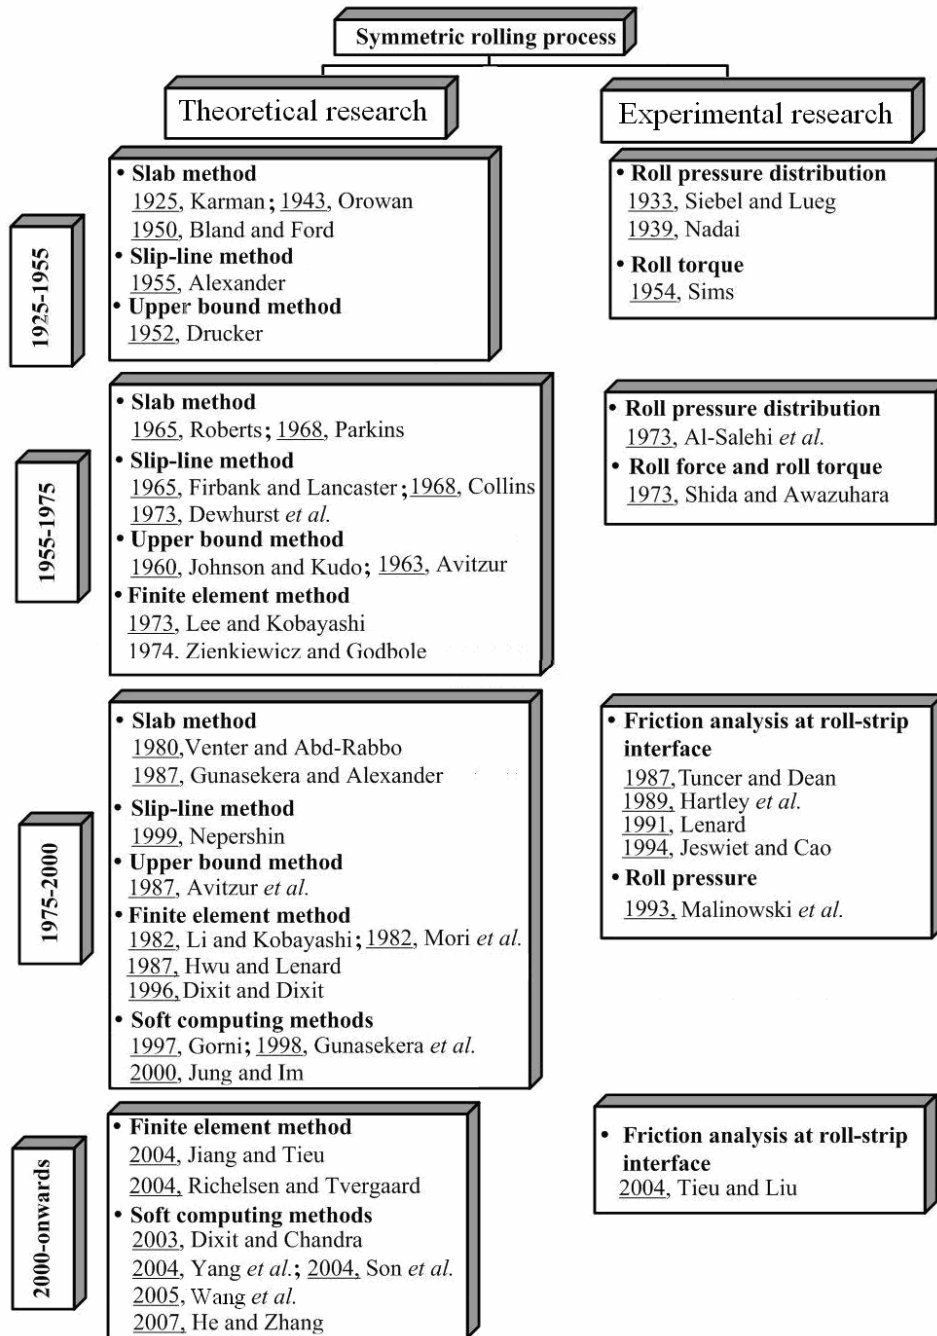 Symmetric rolling process
Theoretical research
Experimental research
1925-1955
• Slab method
1925, Karman; 1943, Orowan
1950, Bland and Ford
• Slip-line method
1955, Alexander
• Upper bound method
1952, Drucker
• Roll pressure distribution
1933, Siebel and Lueg
1939, Nadai
• Roll torque
1954, Sims
1955-1975
• Slab method
1965, Roberts; 1968, Parkins
• Slip-line method
1965, Firbank and Lancaster; 1968, Collins
1973, Dewhurst et al.
• Upper bound method
1960, Johnson and Kudo; 1963, Avitzur
• Finite element method
1973, Lee and Kobayashi
1974. Zienkiewicz and Godbole
• Roll pressure distribution
1973, Al-Salehi et al.
• Roll force and roll torque
1973, Shida and Awazuhara
1975-2000
• Slab method
1980,Venter and Abd-Rabbo
1987, Gunasekera and Alexander
• Slip-line method
1999, Nepershin
• Upper bound method
1987, Avitzur et al.
• Finite element method
1982, Li and Kobayashi; 1982, Mori et al.
1987, Hwu and Lenard
1996, Dixit and Dixit
• Soft computing methods
1997, Gorni; 1998, Gunasekera et al.
2000, Jung and Im
• Friction analysis at roll-strip
interface
1987, Tuncer and Dean
1989, Hartley et al.
1991, Lenard
1994, Jeswiet and Cao
• Roll pressure
1993, Malinowski et al.
2000-onwards
• Finite element method
2004, Jiang and Tieu
2004, Richelsen and Tvergaard
• Soft computing methods
2003, Dixit and Chandra
2004, Yang et al.; 2004, Son et al.
2005, Wang et al.
2007, He and Zhang
• Friction analysis at roll-strip
interface
2004, Tieu and Liu